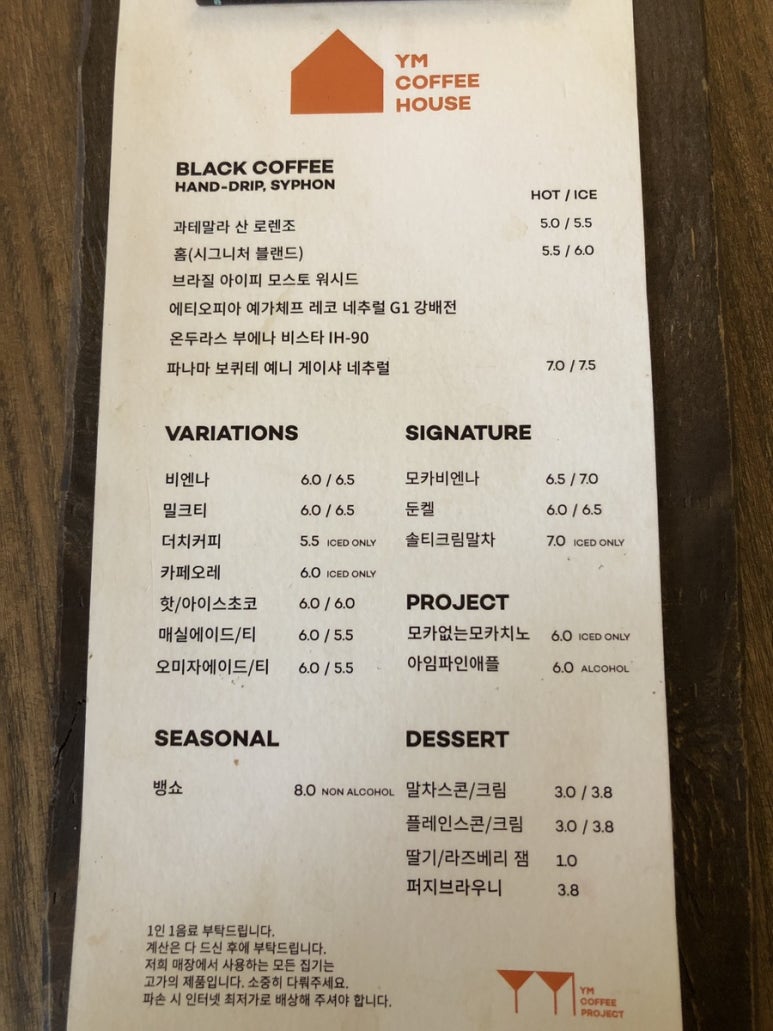 YM
COFFEE
HOUSE
BLACK COFFEE
HAND-DRIP, SYPHON
HOT / ICE
과테말라 산 로렌조 5.0 / 5.5
홈(시그니처 블랜드) 5.5 / 6.0
브라질 아이피 모스토 워시드
에티오피아 예가체프 레코 네추럴 G1 강배전
온두라스 부에나 비스타 IH-90
파나마 보퀴테 예니 게이샤 네추럴 7.0 / 7.5
VARIATIONS
비엔나 6.0 / 6.5
밀크티 6.0 / 6.5
더치커피 5.5 ICED ONLY
카페오레 6.0 ICED ONLY
핫/아이스초코 6.0 / 6.0
매실에이드/티 6.0 / 5.5
오미자에이드/티 6.0 / 5.5
SIGNATURE
모카비엔나 6.5 / 7.0
둔켈 6.0 / 6.5
솔티크림말차 7.0 ICED ONLY
PROJECT
모카없는모카치노 6.0 ICED ONLY
아임파인애플 6.0 ALCOHOL
SEASONAL
뱅쇼 8.0 NON ALCOHOL
DESSERT
말차스콘/크림 3.0 / 3.8
플레인스콘/크림 3.0 / 3.8
딸기/라즈베리 잼 1.0
퍼지브라우니 3.8
1인 1음료 부탁드립니다.
계산은 다 드신 후에 부탁드립니다.
저희 매장에서 사용하는 모든 집기는
고가의 제품입니다. 소중히 다뤄주세요.
파손 시 인터넷 최저가로 배상해 주셔야 합니다.
YM
COFFEE
PROJECT